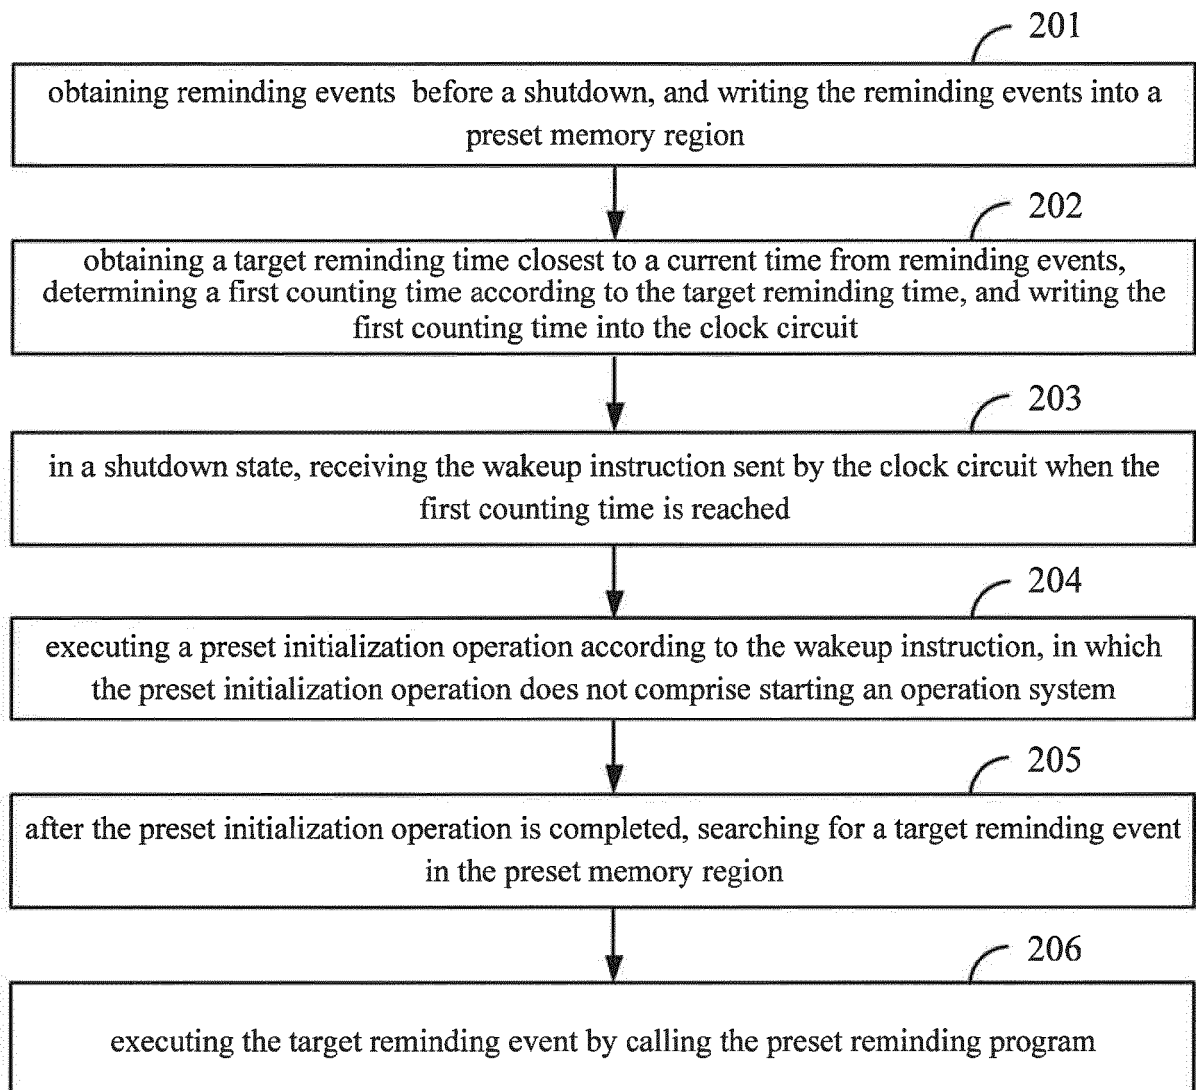 201
obtaining reminding events before a shutdown, and writing the reminding events into a
preset memory region
202
obtaining a target reminding time closest to a current time from reminding events,
determining a first counting time according to the target reminding time, and writing the
first counting time into the clock circuit
203
in a shutdown state, receiving the wakeup instruction sent by the clock circuit when the
first counting time is reached
204
executing a preset initialization operation according to the wakeup instruction, in which
the preset initialization operation does not comprise starting an operation system
205
after the preset initialization operation is completed, searching for a target reminding event
in the preset memory region
206
executing the target reminding event by calling the preset reminding program